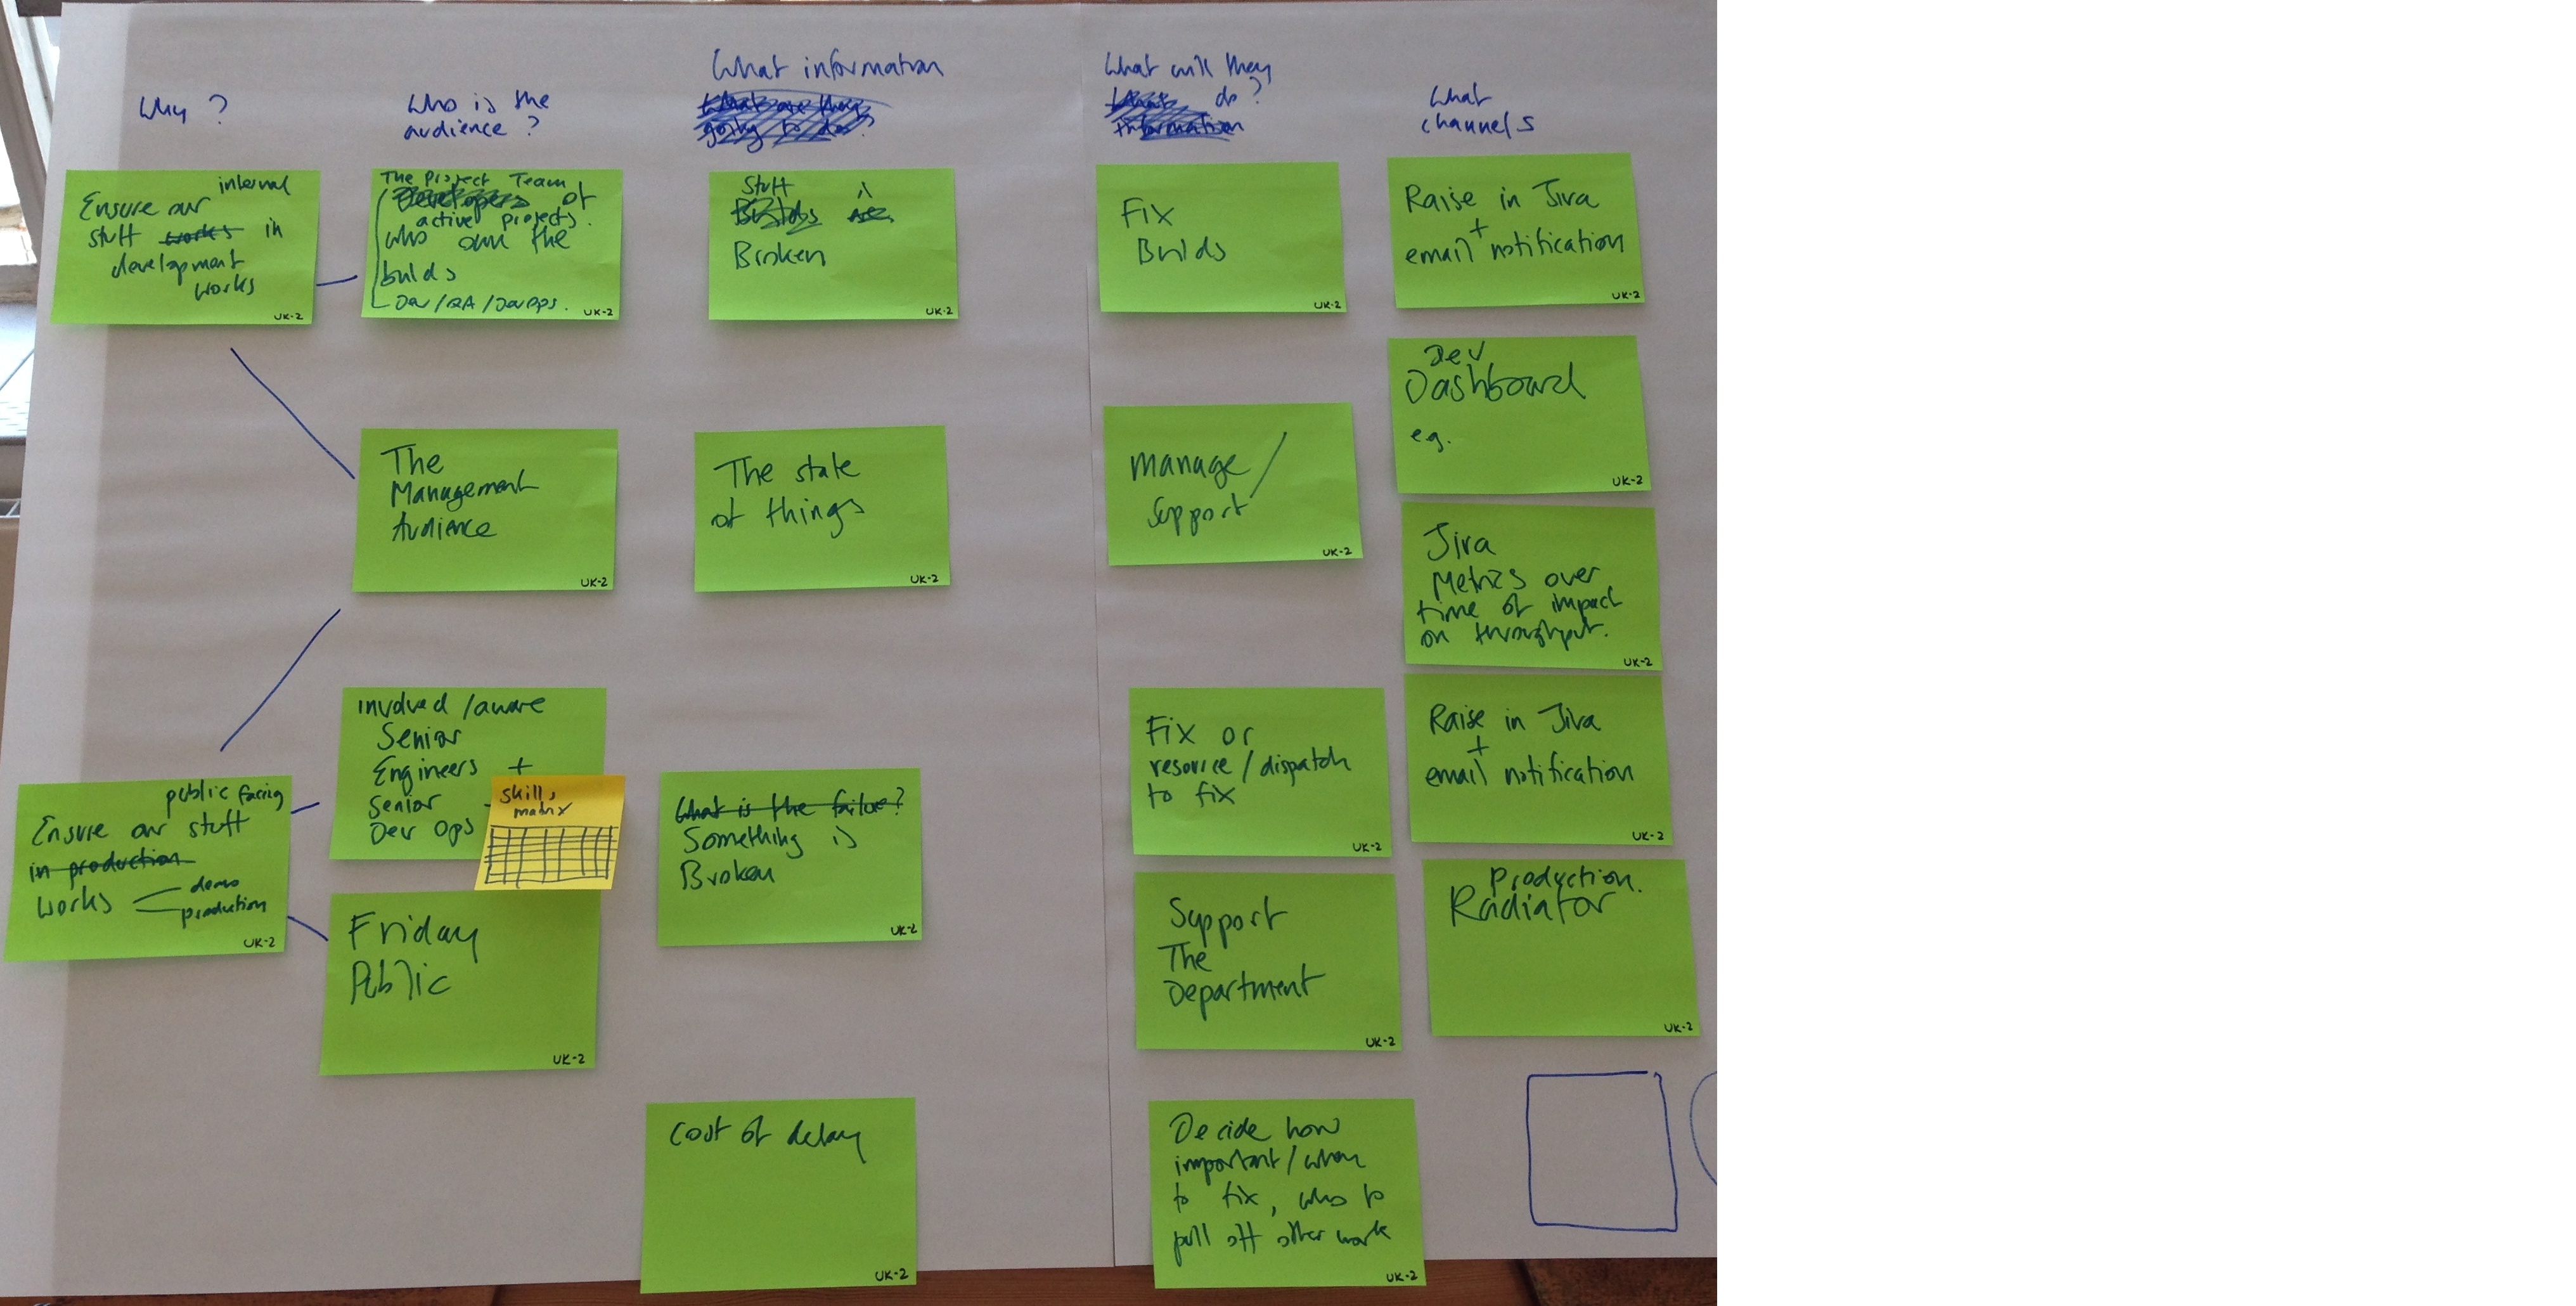 Why?
Who is the
audience?
What information
What are they
going to do?
What will they
What do?
information
What
channels
internal
Ensure our
stuff works in
development
works
UK-2
The Project Team
Developers of
active projects.
who own the
builds
Dev/QA/DevOps.
UK-2
Stuff is
Builds are
Broken
UK-2
Fix
Builds
UK-2
Raise in Jira
+
email notification
UK-2
Dev
Dashboard
eg.
UK-2
The
Management
Audience
UK-2
The state
of things
UK-2
Manage /
Support
UK-2
Jira
Metrics over
time of impact
on throughput.
UK-2
public facing
Ensure our stuff
in production
works
demo
production
UK-2
involved/aware
Senior
Engineers +
Senior
Dev Ops
Skills
matrix
Friday
Public
UK-2
What is the failure?
Something is
Broken
UK-2
Fix or
resource/dispatch
to fix
UK-2
Raise in Jira
+
email notification
UK-2
Support
The
Department
UK-2
Production.
Radiator
UK-2
Cost of delay
UK-2
Decide how
important/when
to fix, who to
pull off other work
UK-2